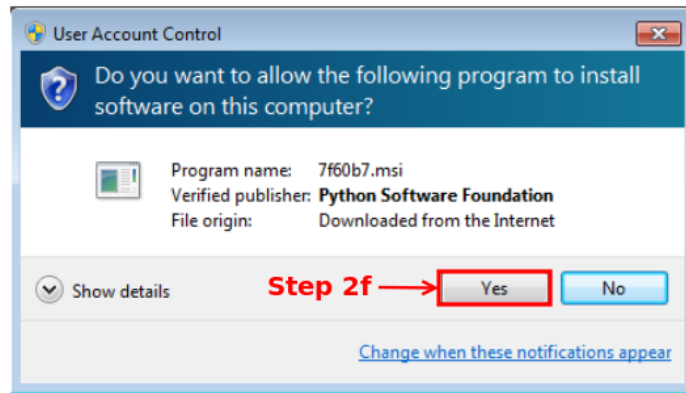 User Account Control
Do you want to allow the following program to install
software on this computer?
Program name: 7f60b7.msi
Verified publisher: Python Software Foundation
File origin: Downloaded from the Internet
Show details Step 2f Yes No
Change when these notifications appear